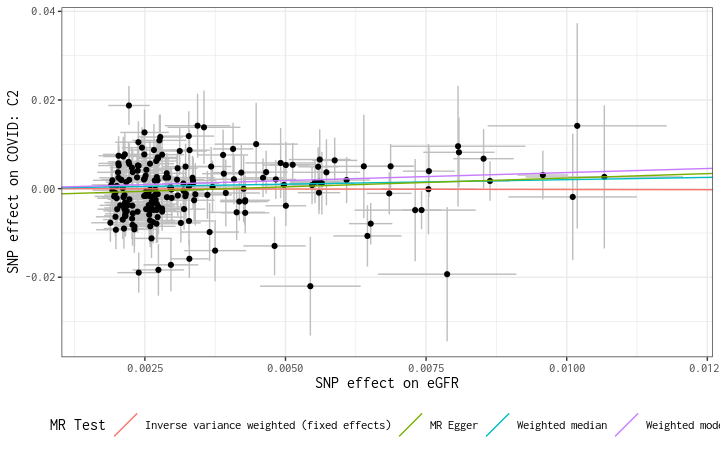 0.04
0.02
0.00
-0.02
SNP effect on COVID: C2
0.0025 0.0050 0.0075 0.0100 0.012
SNP effect on eGFR
MR Test Inverse variance weighted (fixed effects) MR Egger Weighted median Weighted mode